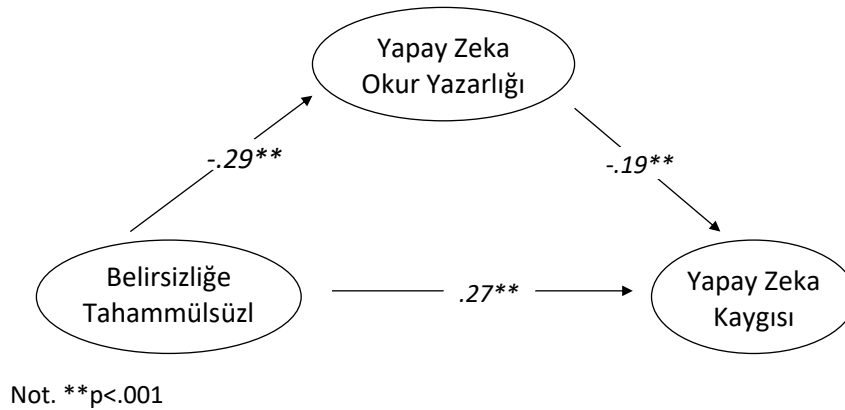 Yapay Zeka
Okur Yazarlığı
-.29**
-.19**
Belirsizliğe
Tahammülsüzl
.27**
Yapay Zeka
Kaygısı
Not. **p<.001